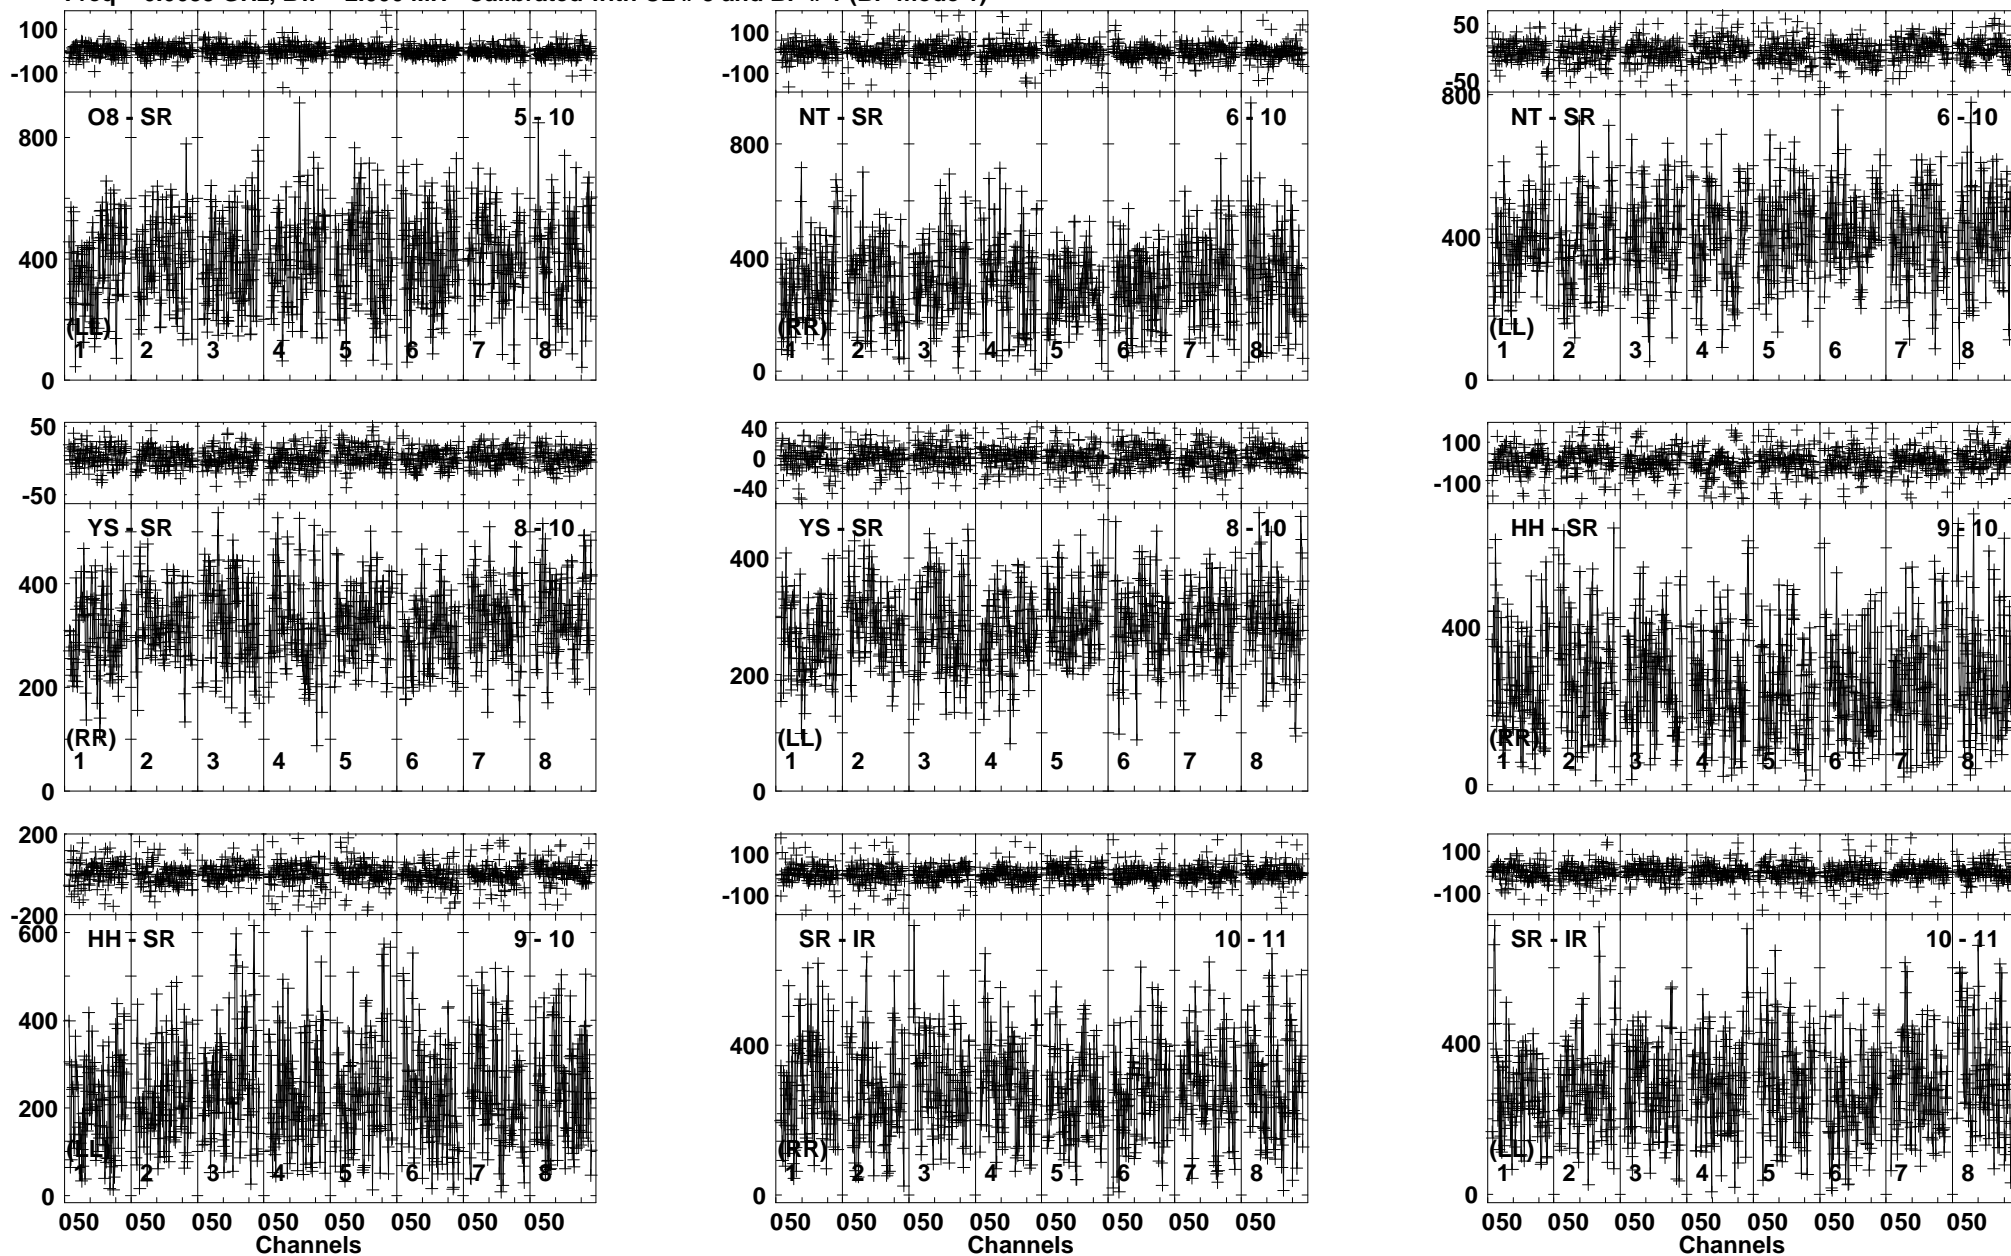 100 100 50
-100 -100 -50
O8 - SR 5 - 10 NT - SR 6 - 10 800 NT - SR 6 - 10
800 800
400 400 400
(LL) (RR) (LL)
1 2 3 4 5 6 7 8 1 2 3 4 5 6 7 8 1 2 3 4 5 6 7 8
0 0 0
50 40 100
0
-50 -40 -100
YS - SR 8 - 10 YS - SR 8 - 10 HH - SR 9 - 10
400 400 400
200 200
(RR) (LL) (RR)
1 2 3 4 5 6 7 8 1 2 3 4 5 6 7 8 1 2 3 4 5 6 7 8
0 0 0
200 100 100
-200 -100 -100
600 HH - SR 9 - 10 SR - IR 10 - 11 SR - IR 10 - 11
400 400 400
200
(LL) (RR) (LL)
1 2 3 4 5 6 7 8 1 2 3 4 5 6 7 8 1 2 3 4 5 6 7 8
0 0 0
050 050 050 050 050 050 050 050 050 050 050 050 050 050 050 050 050 050 050 050 050 050 050 050
Channels Channels Channels